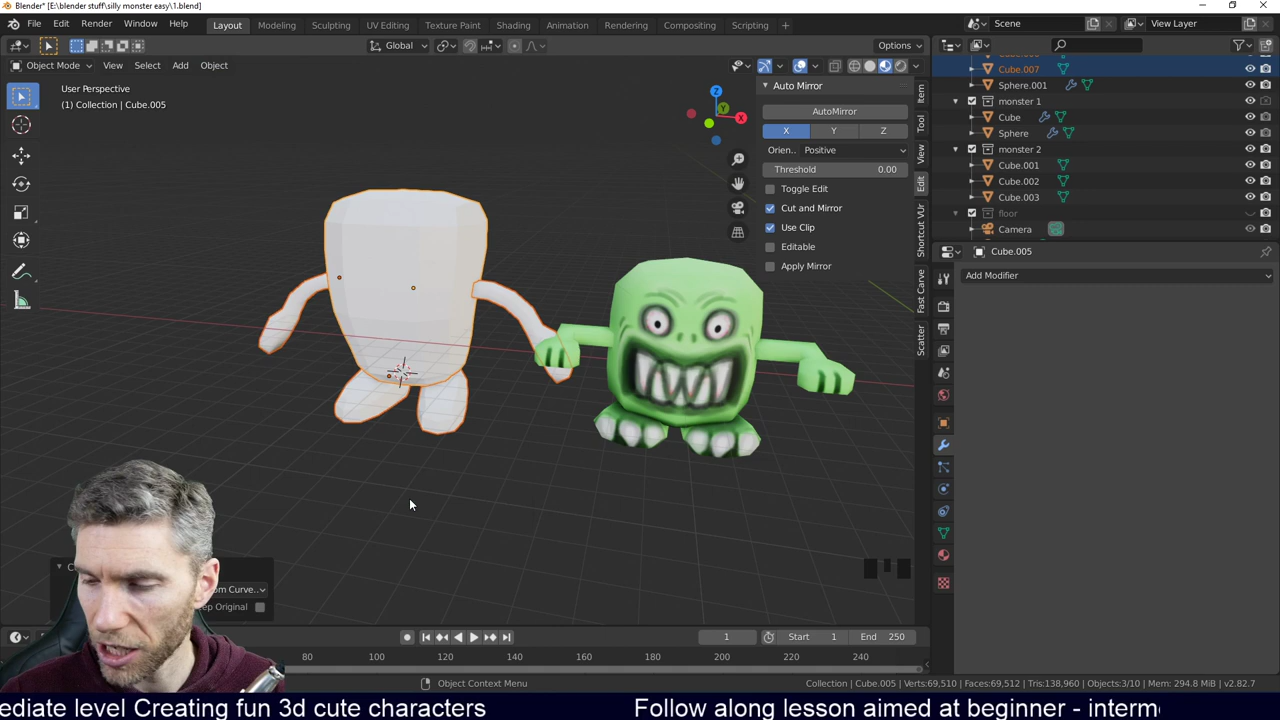 Blender* [E:\blender stuff\silly monster easy\1.blend]
File Edit Render Window Help Layout Modeling Sculpting UV Editing Texture Paint Shading Animation Rendering Compositing Scripting + Scene View Layer
Global Options
Object Mode View Select Add Object
User Perspective
(1) Collection | Cube.005
Z
Y
X
Auto Mirror
AutoMirror
X Y Z
Orien.. Positive
Threshold 0.00
Toggle Edit
Cut and Mirror
Use Clip
Editable
Apply Mirror
Item
Tool
View
Edit
Shortcut VUr
Fast Carve
Scatter
Cube.007
Sphere.001
monster 1
Cube
Sphere
monster 2
Cube.001
Cube.002
Cube.003
floor
Camera
Cube.005
Add Modifier
om Curve..
ep Original
1 Start 1 End 250
80 100 120 140 160 180 200 220 240
Object Context Menu
Collection | Cube.005 | Verts:69,510 | Faces:69,512 | Tris:138,960 | Objects:3/10 | Mem: 294.8 MiB | v2.82.7
ediate level Creating fun 3d cute characters Follow along lesson aimed at beginner - interme